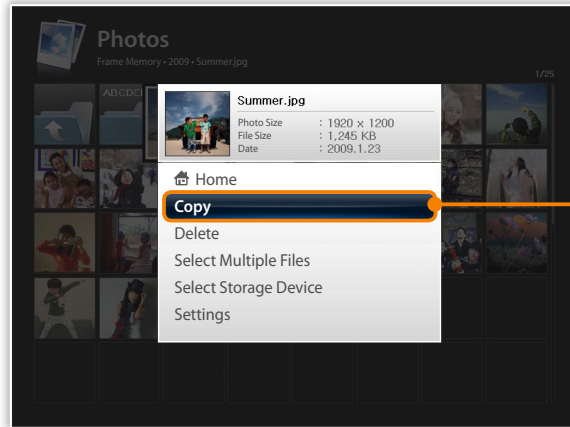 Photos
Frame Memory • 2009 • Summer.jpg
1/25
ABCDE
Summer.jpg
Photo Size : 1920 x 1200
File Size : 1,245 KB
Date : 2009.1.23
Home
Copy
Delete
Select Multiple Files
Select Storage Device
Settings